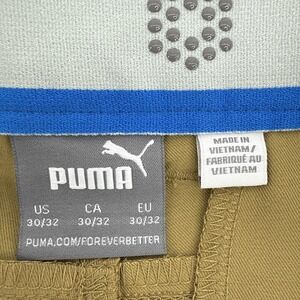 PUMA
US CA EU
30/32 30/32 30/32
PUMA.COM/FOREVERBETTER
MADE IN
VIETNAM/
FABRIQUÉ AU
VIETNAM